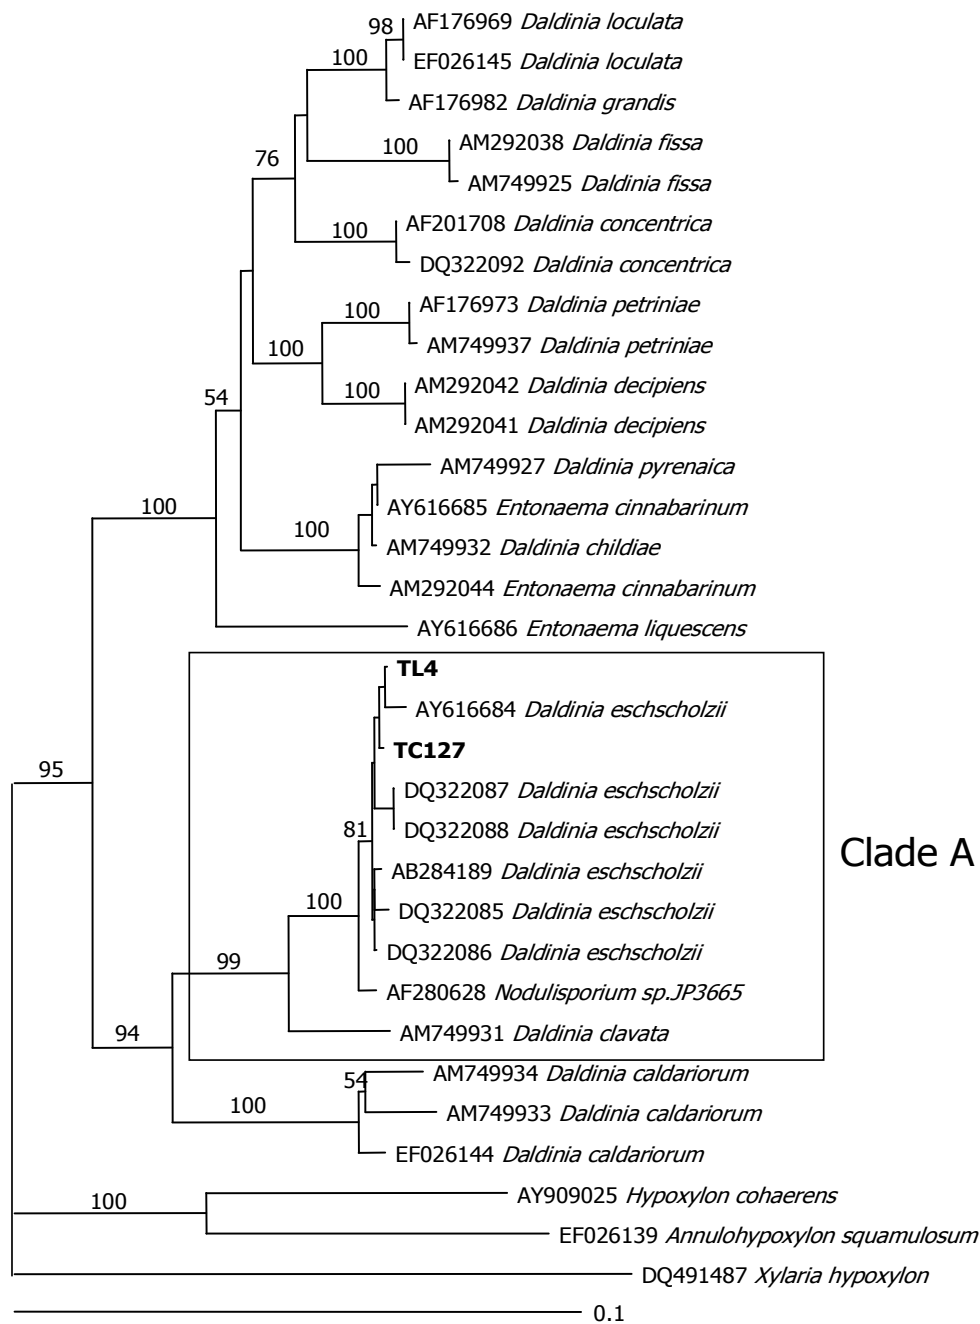 98
AF176969 Daldinia loculata
100
EF026145 Daldinia loculata
AF176982 Daldinia grandis
100
AM292038 Daldinia fissa
76
AM749925 Daldinia fissa
100
AF201708 Daldinia concentrica
DQ322092 Daldinia concentrica
100
AF176973 Daldinia petriniae
100
AM749937 Daldinia petriniae
100
AM292042 Daldinia decipiens
54
AM292041 Daldinia decipiens
AM749927 Daldinia pyrenaica
100
AY616685 Entonaema cinnabarinum
100
AM749932 Daldinia childiae
AM292044 Entonaema cinnabarinum
AY616686 Entonaema liquescens
TL4
AY616684 Daldinia eschscholzii
TC127
95
DQ322087 Daldinia eschscholzii
81
DQ322088 Daldinia eschscholzii
Clade A
AB284189 Daldinia eschscholzii
100
DQ322085 Daldinia eschscholzii
DQ322086 Daldinia eschscholzii
99
AF280628 Nodulisporium sp.JP3665
94
AM749931 Daldinia clavata
54
AM749934 Daldinia caldariorum
100
AM749933 Daldinia caldariorum
EF026144 Daldinia caldariorum
100
AY909025 Hypoxylon cohaerens
EF026139 Annulohypoxylon squamulosum
DQ491487 Xylaria hypoxylon
0.1